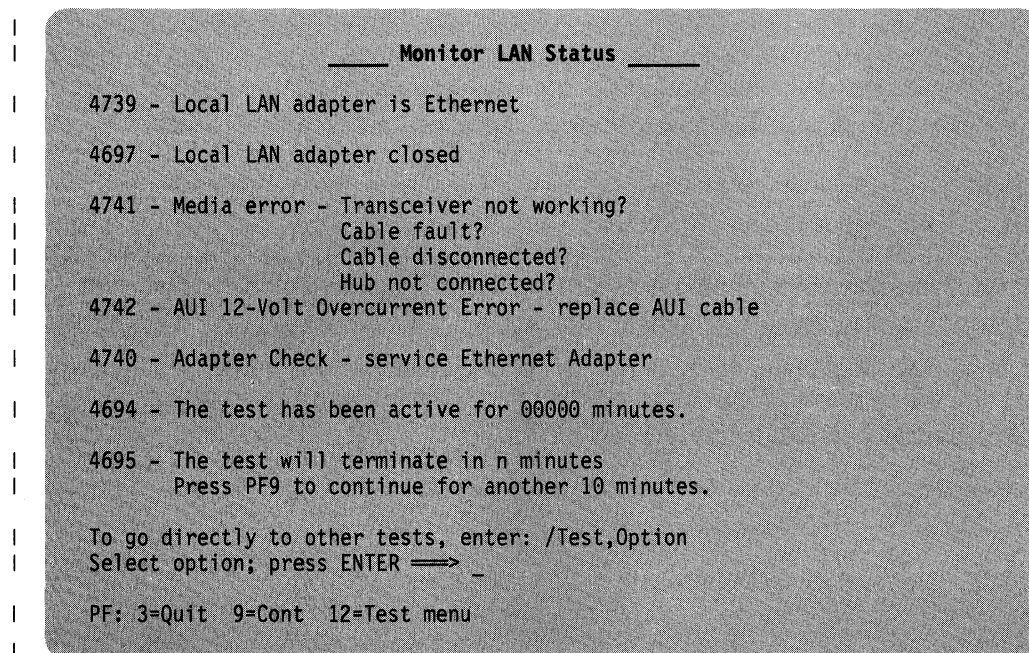 _____ Monitor LAN Status ______
4739 - Local LAN adapter is Ethernet
4697 - Local LAN adapter closed
4741 - Media error - Transceiver not working?
Cable fault?
Cable disconnected?
Hub not connected?
4742 - AUI 12-Volt Overcurrent Error - replace AUI cable
4740 - Adapter Check - service Ethernet Adapter
4694 - The test has been active for 00000 minutes.
4695 - The test will terminate in n minutes
Press PF9 to continue for another 10 minutes.
To go directly to other tests, enter: /Test,Option
Select option; press ENTER ===> _
PF: 3=Quit 9=Cont 12=Test menu